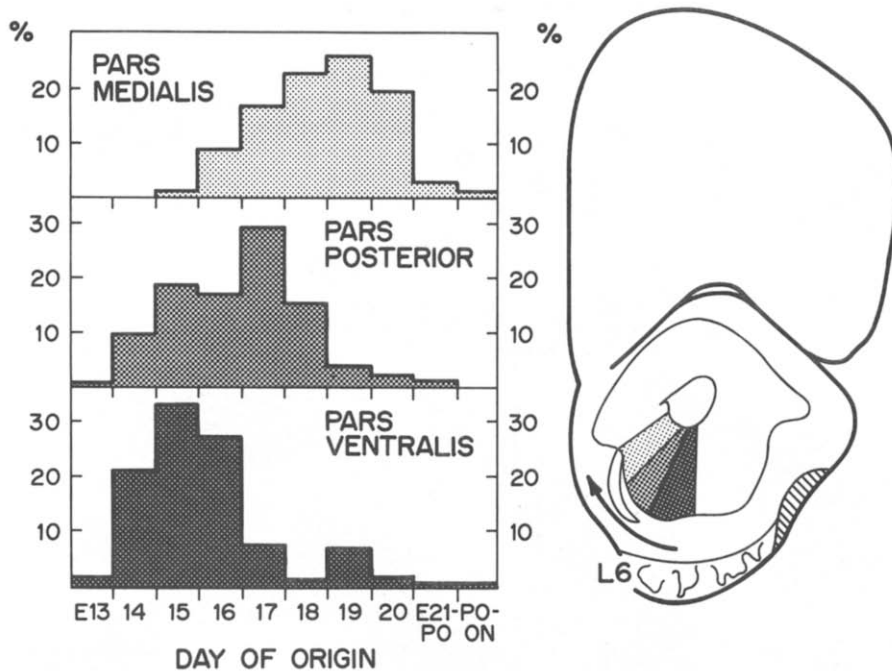 %
PARS
MEDIALIS
20
10
%
20
10
PARS
POSTERIOR
30
20
10
30
20
10
PARS
VENTRALIS
30
20
10
30
20
10
E13 14 15 16 17 18 19 20 E21- PO-
PO ON
DAY OF ORIGIN
L6